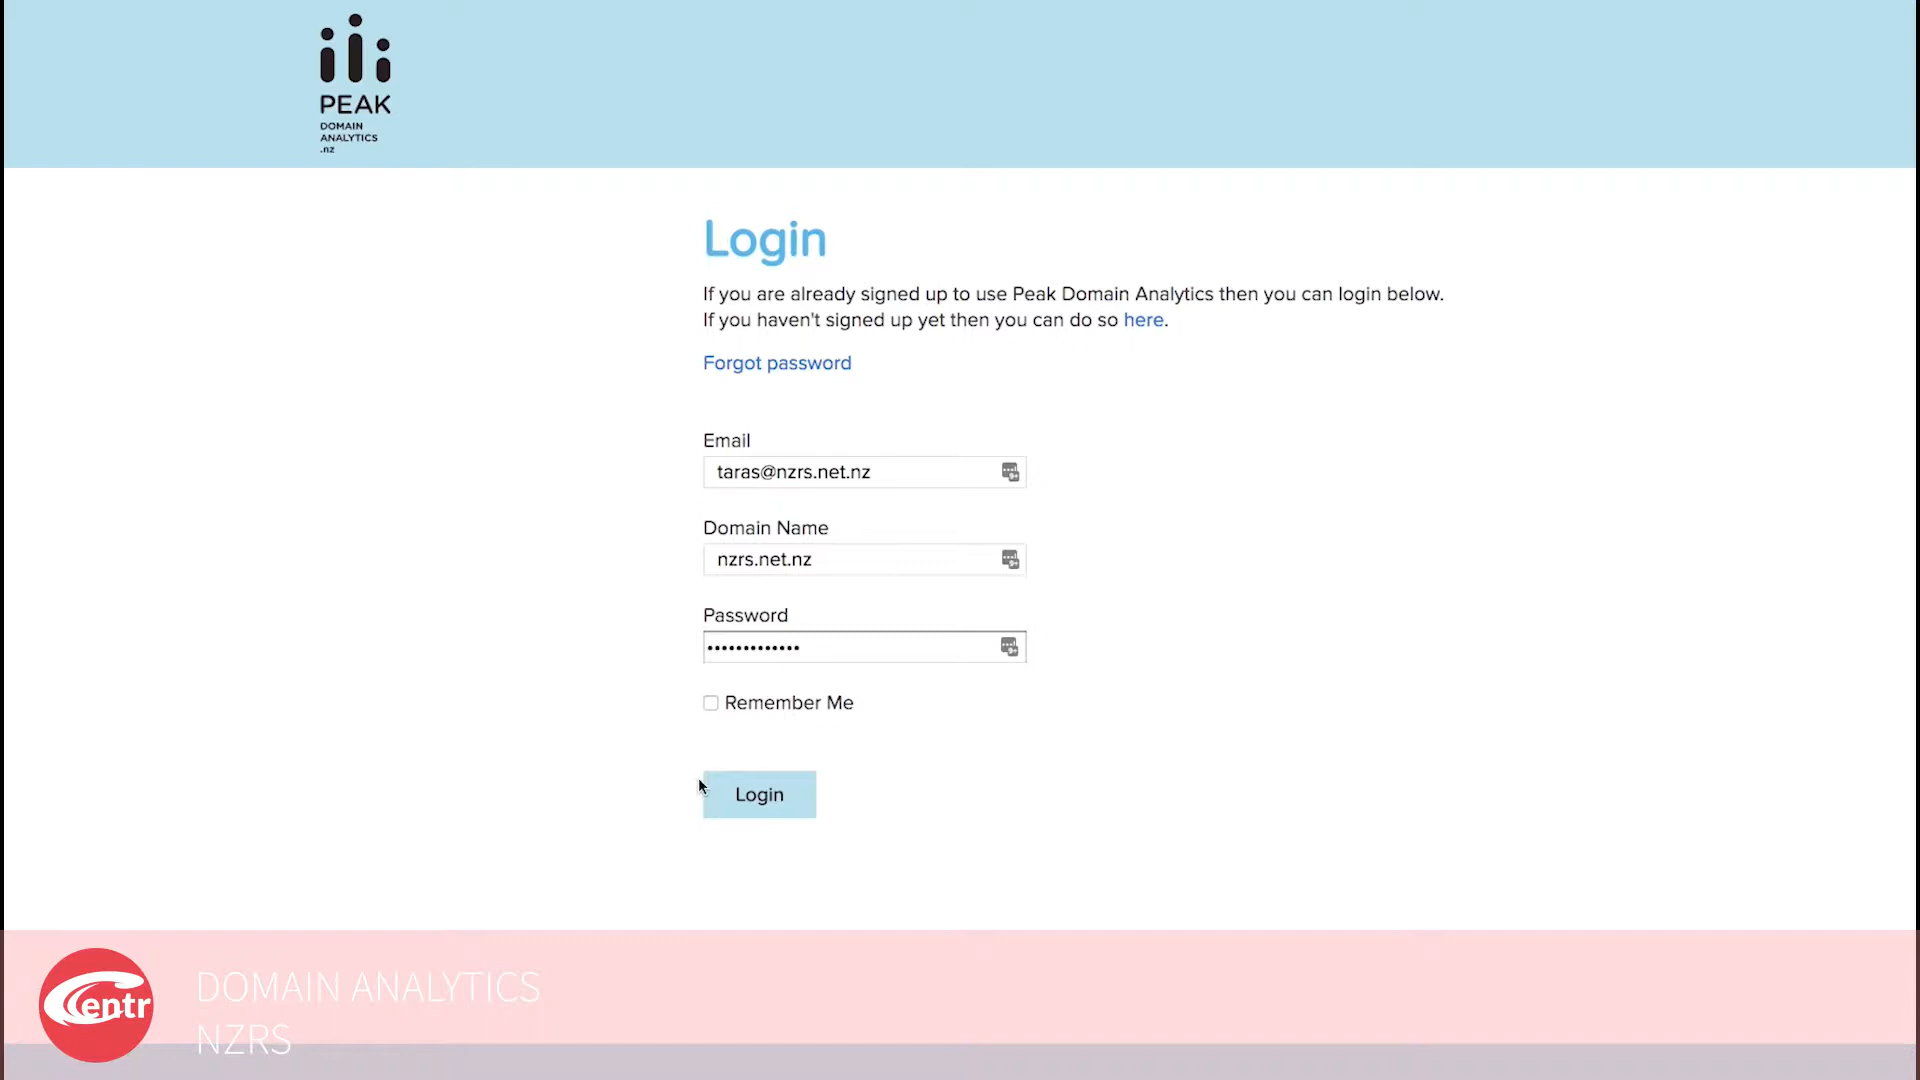 PEAK
DOMAIN
ANALYTICS
.nz
Login
If you are already signed up to use Peak Domain Analytics then you can login below.
If you haven't signed up yet then you can do so here.
Forgot password
Email
taras@nzrs.net.nz
Domain Name
nzrs.net.nz
Password
•••••••••••••
Remember Me
Login
Centr
DOMAIN ANALYTICS
NZRS